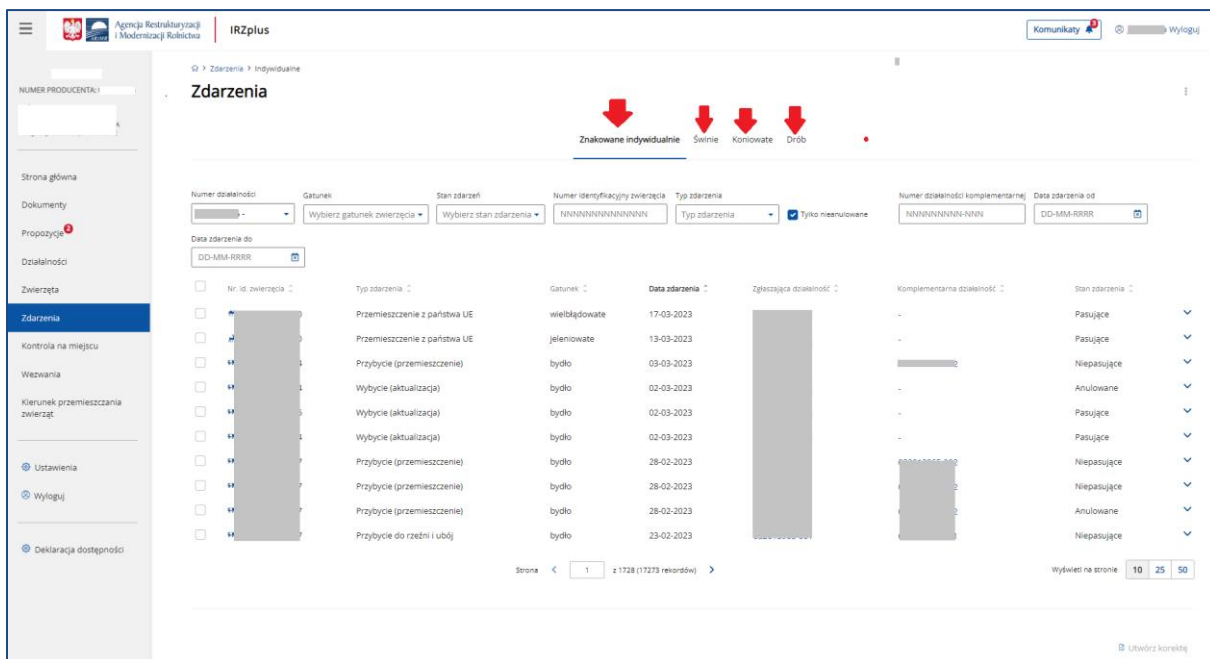 Agencja Restrukturyzacji
i Modernizacji Rolnictwa
IRZplus
Komunikaty 3
Wyloguj
Zdarzenia > Indywidualne
NUMER PRODUCENTA:
Zdarzenia
Znakowane indywidualnie Świnie Koniowate Drób
Strona główna
Dokumenty
Propozycje 2
Działalności
Zwierzęta
Zdarzenia
Kontrola na miejscu
Wezwania
Kierunek przemieszczania
zwierząt
Ustawienia
Wyloguj
Deklaracja dostępności
Numer działalności Gatunek Stan zdarzeń Numer identyfikacyjny zwierzęcia Typ zdarzenia Numer działalności komplementarnej Data zdarzenia od
- Wybierz gatunek zwierzęcia Wybierz stan zdarzenia NNNNNNNNNNNNNN Typ zdarzenia Tylko nieanulowane NNNNNNNNN-NNN DD-MM-RRRR
Data zdarzenia do
DD-MM-RRRR
Nr. id. zwierzęcia Typ zdarzenia Gatunek Data zdarzenia Zgłaszająca działalność Komplementarna działalność Stan zdarzenia
Przemieszczenie z państwa UE wielbłądowate 17-03-2023 - Pasujące
Przemieszczenie z państwa UE jeleniowate 13-03-2023 - Pasujące
Przybycie (przemieszczenie) bydło 03-03-2023 Niepasujące
Wybycie (aktualizacja) bydło 02-03-2023 - Anulowane
Wybycie (aktualizacja) bydło 02-03-2023 - Pasujące
Wybycie (aktualizacja) bydło 02-03-2023 - Pasujące
Przybycie (przemieszczenie) bydło 28-02-2023 Niepasujące
Przybycie (przemieszczenie) bydło 28-02-2023 Niepasujące
Przybycie (przemieszczenie) bydło 28-02-2023 Anulowane
Przybycie do rzeźni i ubój bydło 23-02-2023 Niepasujące
Strona 1 z 1728 (17273 rekordów) Wyświetl na stronie 10 25 50
Utwórz korektę